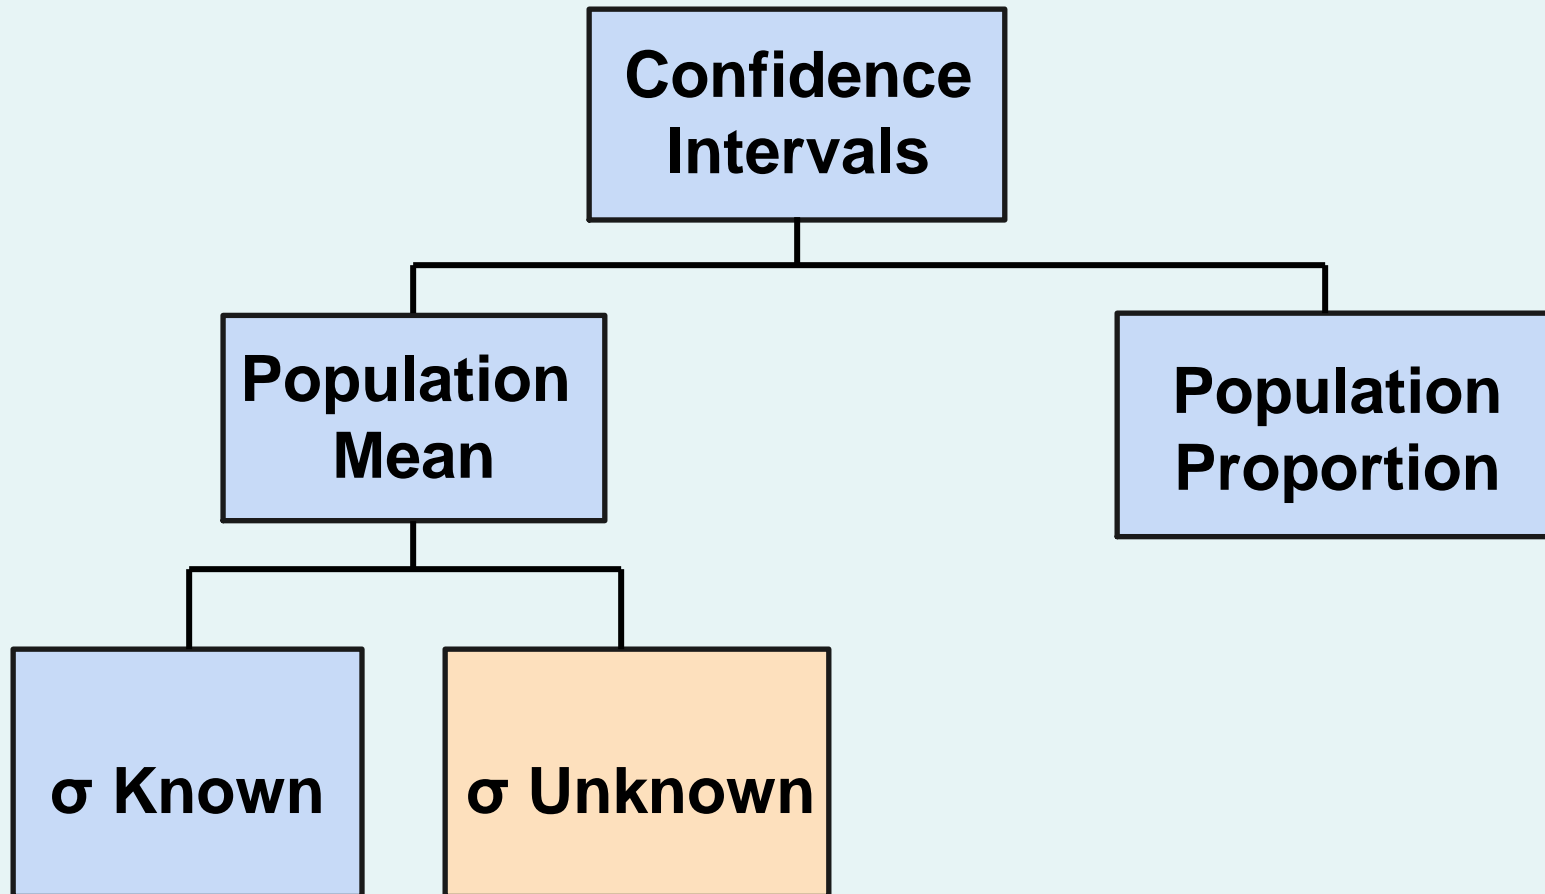 Confidence
Intervals
Population
Mean
Population
Proportion
σ Known
σ Unknown